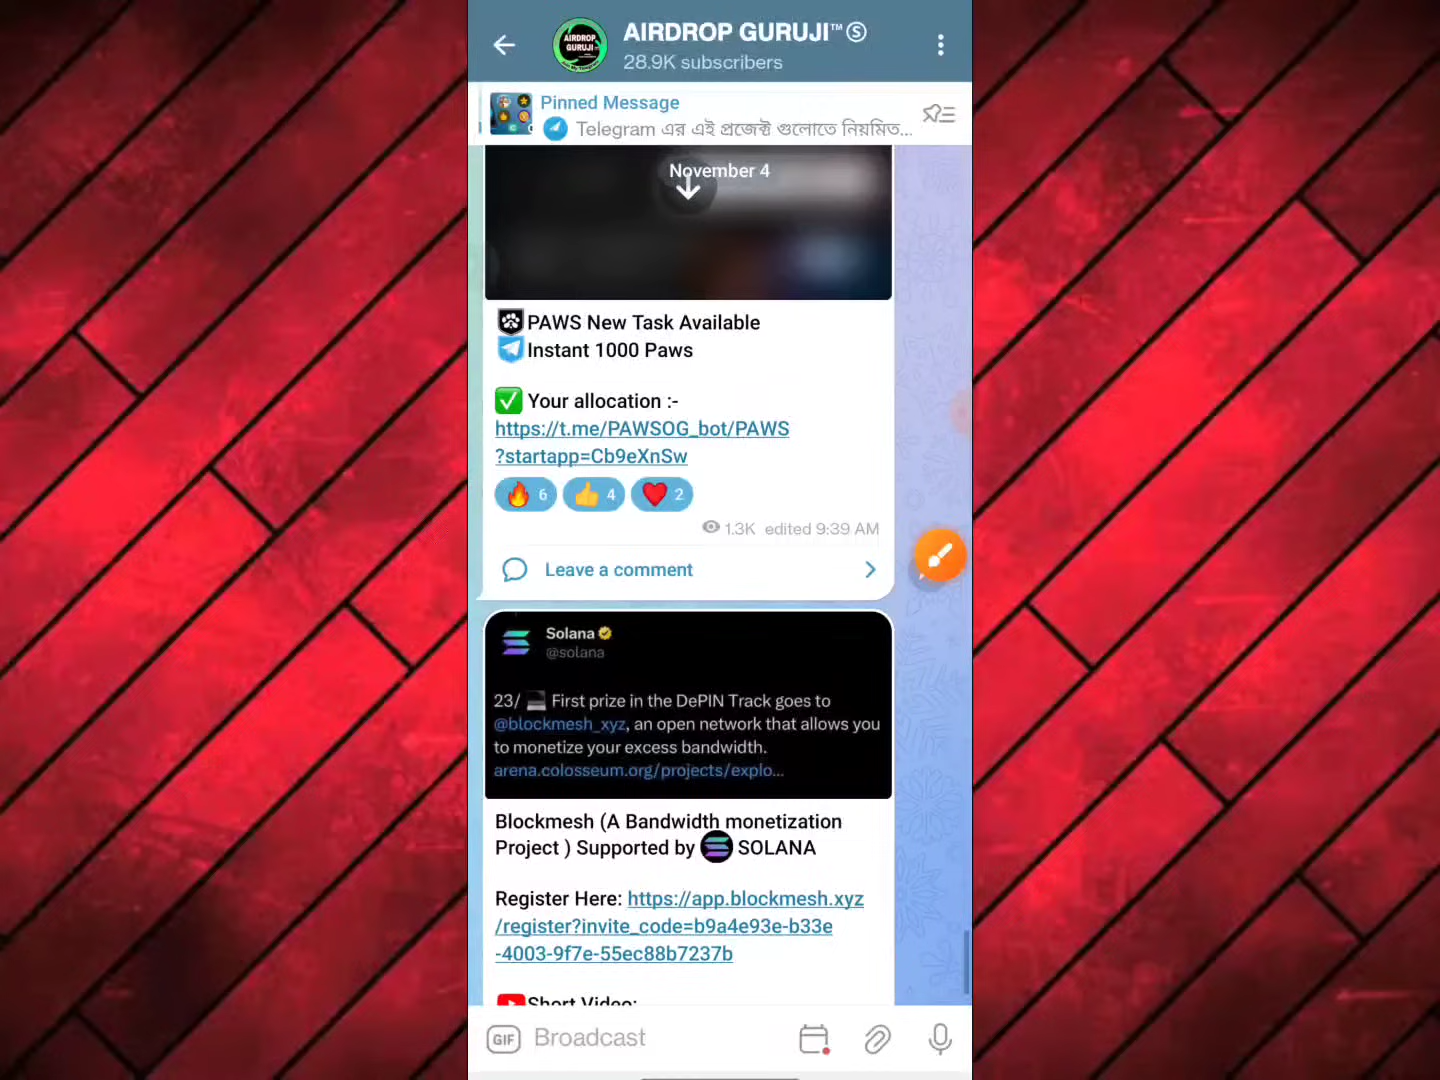 AIRDROP GURUJI™Ⓢ
28.9K subscribers
AIRDROP
GURUJI
Pinned Message
Telegram এর এই প্রজেক্ট গুলোতে নিয়মিত...
November 4
PAWS New Task Available
Instant 1000 Paws
Your allocation :-
https://t.me/PAWSOG_bot/PAWS
?startapp=Cb9eXnSw
6 4 2
1.3K edited 9:39 AM
Leave a comment
Solana
@solana
23/ First prize in the DePIN Track goes to
@blockmesh_xyz, an open network that allows you
to monetize your excess bandwidth.
arena.colosseum.org/projects/explo...
Blockmesh (A Bandwidth monetization
Project ) Supported by SOLANA
Register Here: https://app.blockmesh.xyz
/register?invite_code=b9a4e93e-b33e
-4003-9f7e-55ec88b7237b
Short Video:
GIF Broadcast